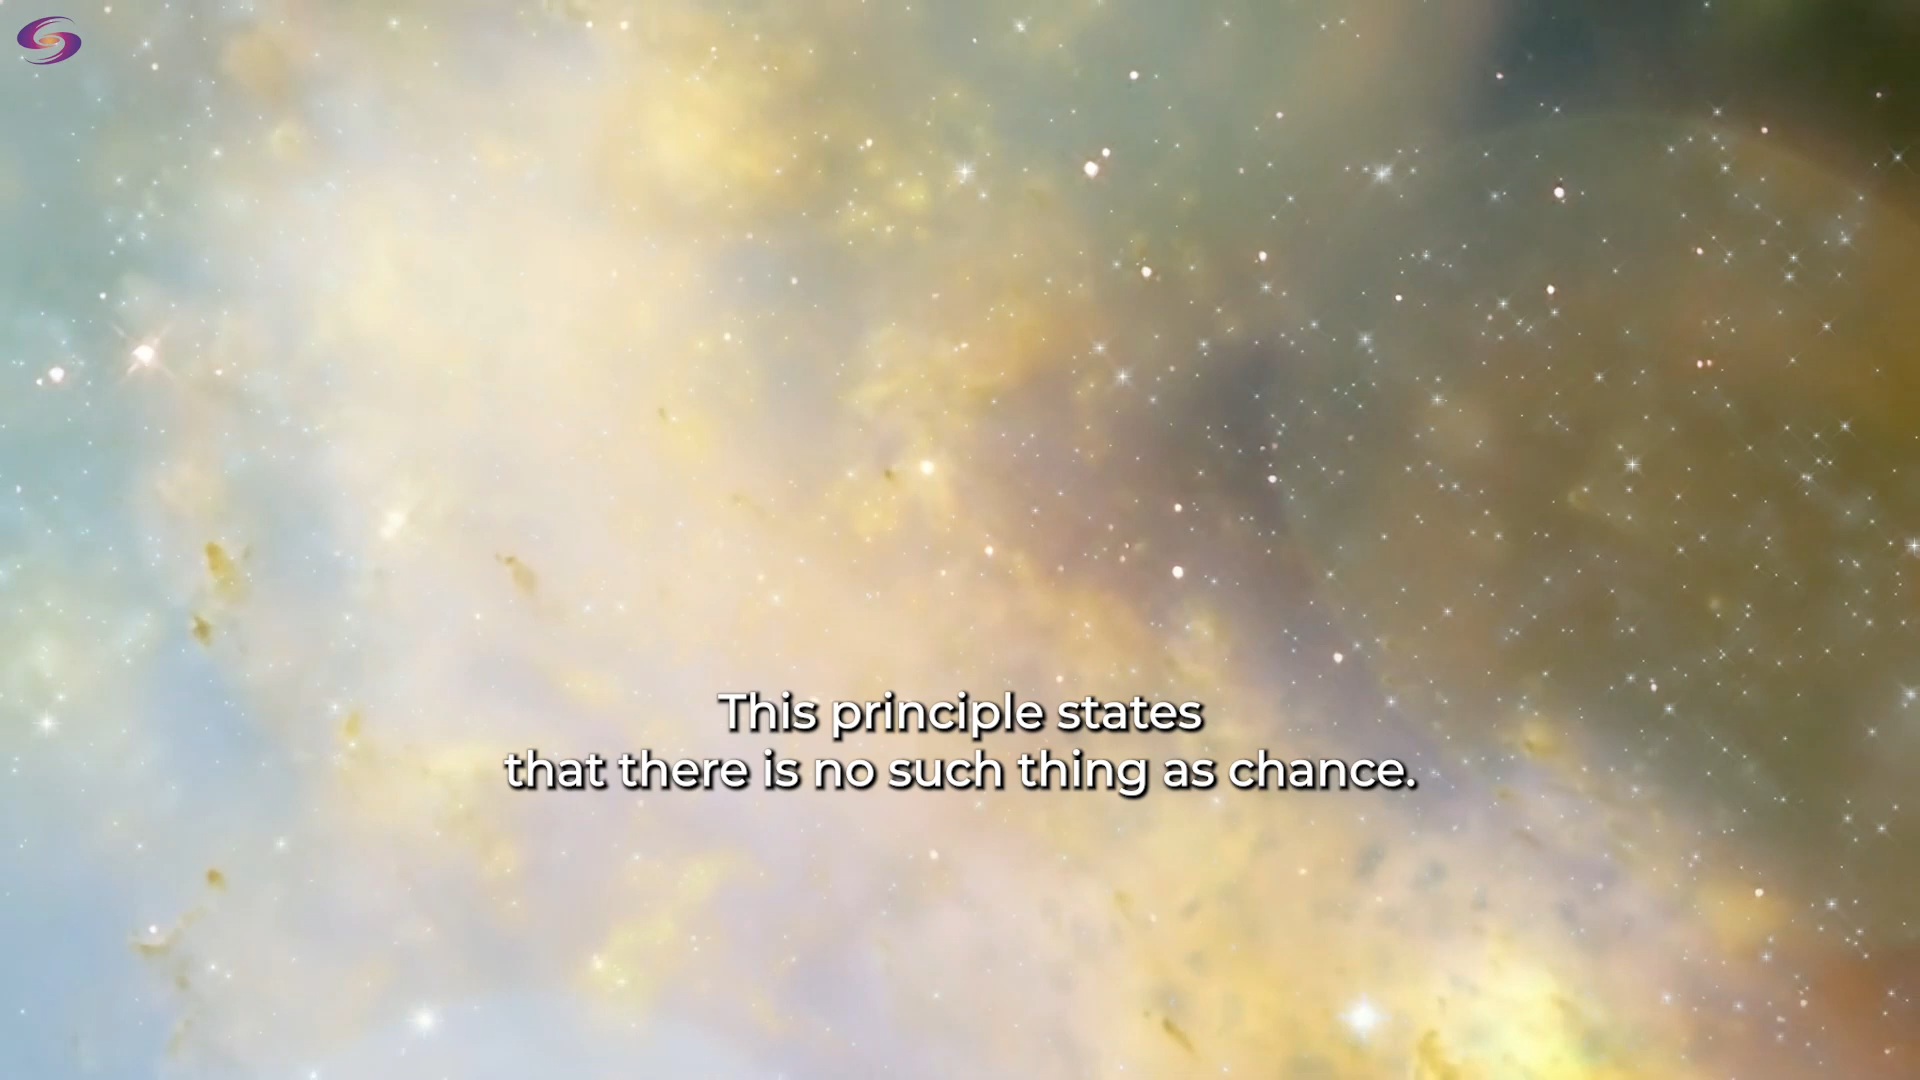 This principle states
that there is no such thing as chance.